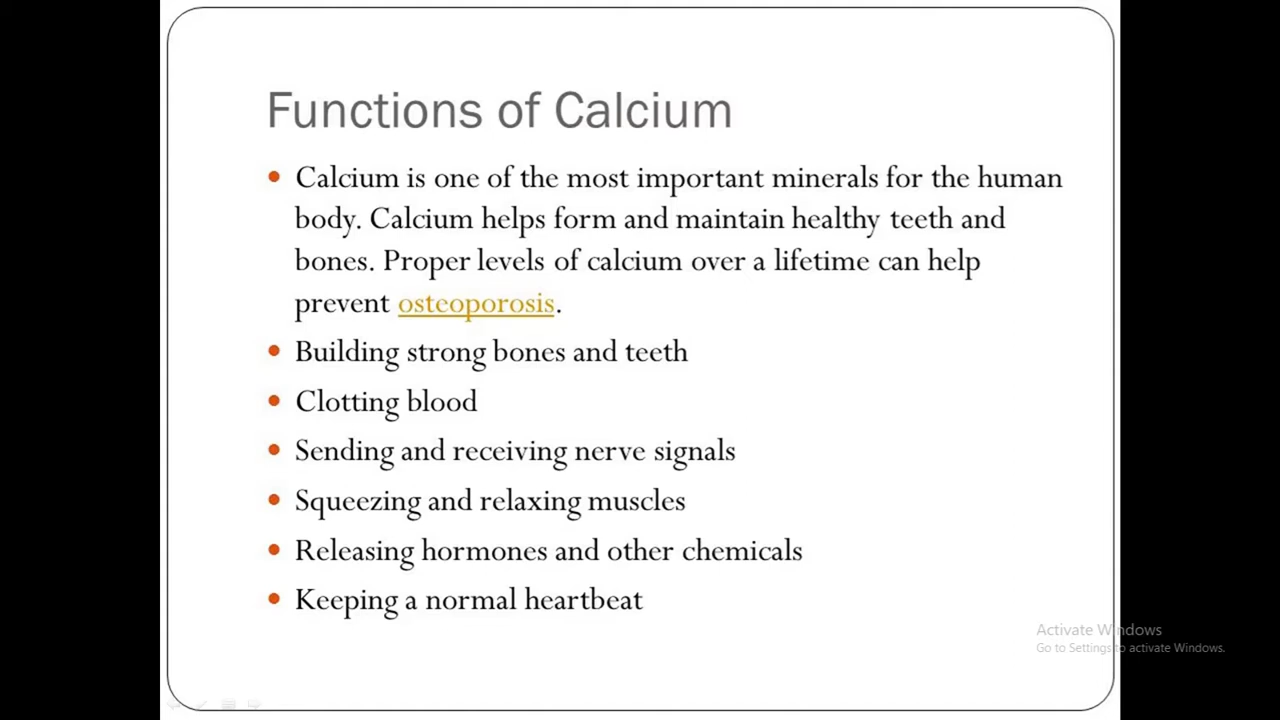 Functions of Calcium
• Calcium is one of the most important minerals for the human
body. Calcium helps form and maintain healthy teeth and
bones. Proper levels of calcium over a lifetime can help
prevent osteoporosis.
• Building strong bones and teeth
• Clotting blood
• Sending and receiving nerve signals
• Squeezing and relaxing muscles
• Releasing hormones and other chemicals
• Keeping a normal heartbeat
Activate Windows
Go to Settings to activate Windows.